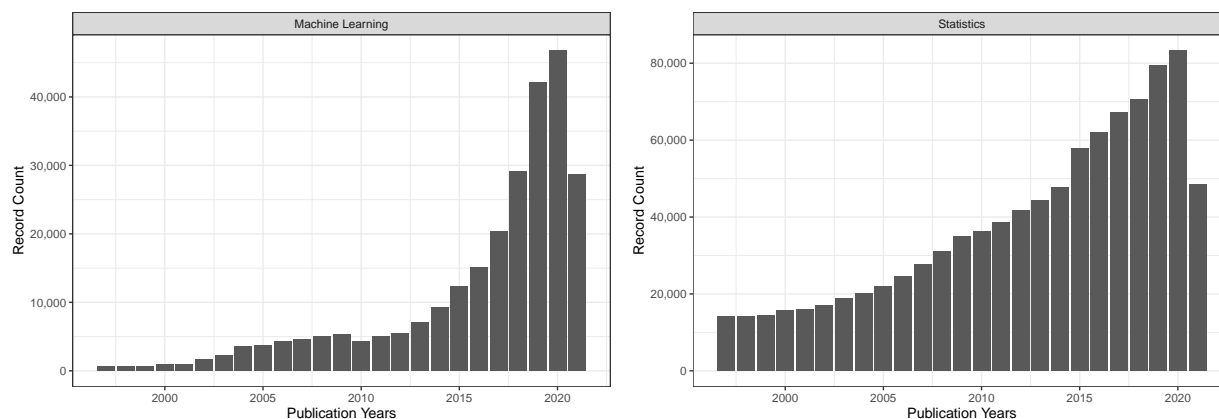 Machine Learning
Record Count
40,000
30,000
20,000
10,000
0
2000 2005 2010 2015 2020
Publication Years
Statistics
Record Count
80,000
60,000
40,000
20,000
0
2000 2005 2010 2015 2020
Publication Years